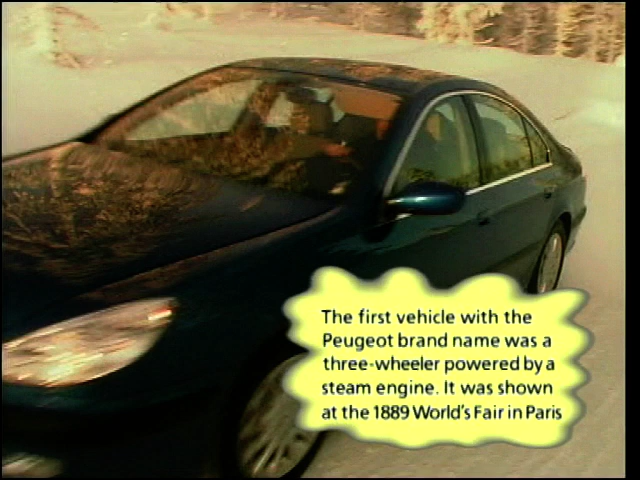 The first vehicle with the
Peugeot brand name was a
three-wheeler powered by a
steam engine. It was shown
at the 1889 World's Fair in Paris